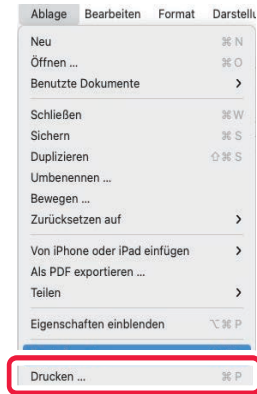 Ablage Bearbeiten Format Darstellu
Neu ⌘ N
Öffnen ... ⌘ O
Benutzte Dokumente >
Schließen ⌘ W
Sichern ⌘ S
Duplizieren ⇧ ⌘ S
Umbenennen ...
Bewegen ...
Zurücksetzen auf >
Von iPhone oder iPad einfügen >
Als PDF exportieren ...
Teilen >
Eigenschaften einblenden ⌥ ⌘ P
Drucken ... ⌘ P